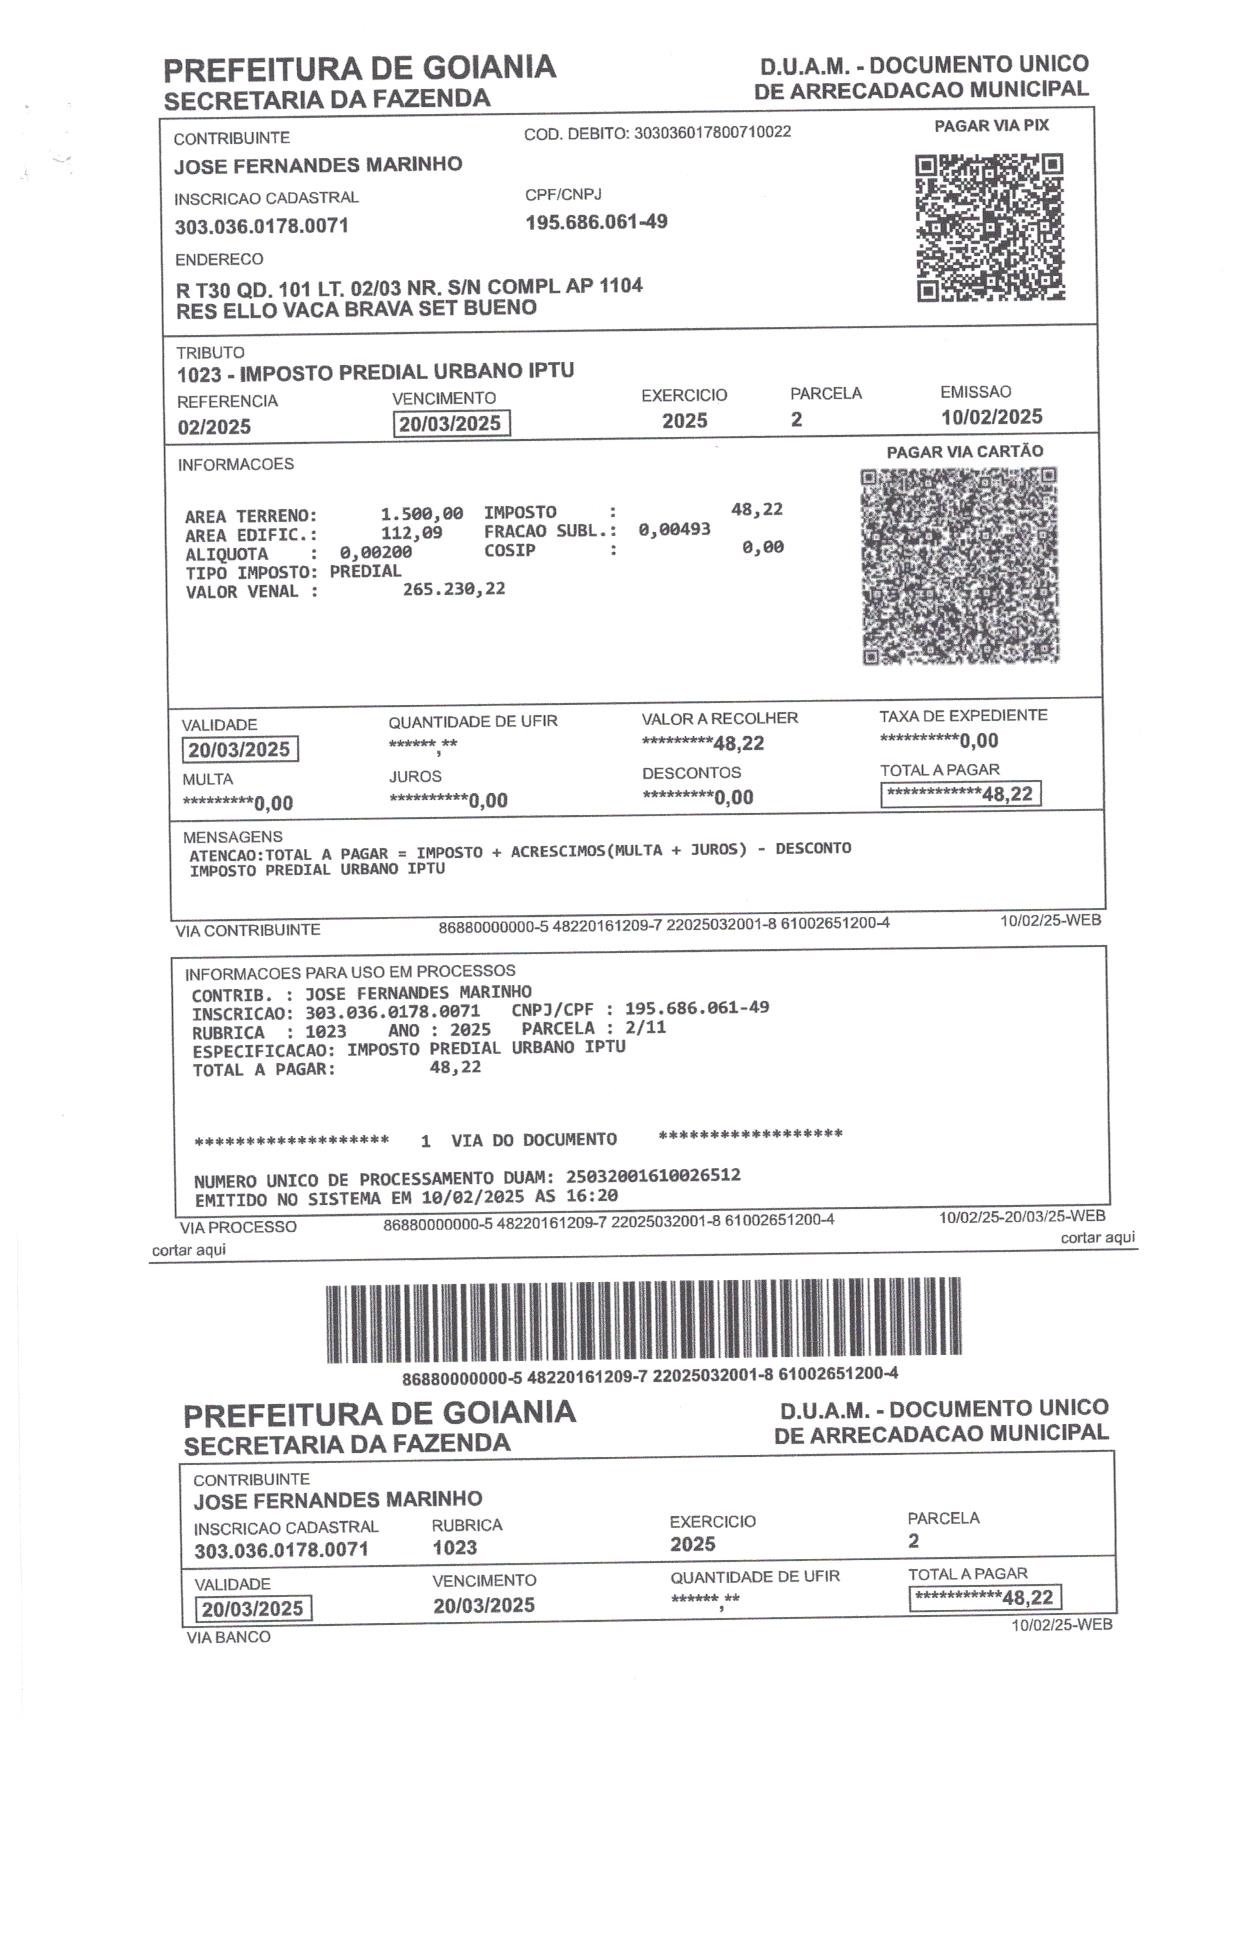 PREFEITURA DE GOIANIA
SECRETARIA DA FAZENDA
D.U.A.M. - DOCUMENTO UNICO
DE ARRECADACAO MUNICIPAL
CONTRIBUINTE
COD. DEBITO: 303036017800710022
PAGAR VIA PIX
JOSE FERNANDES MARINHO
INSCRICAO CADASTRAL
CPF/CNPJ
303.036.0178.0071
195.686.061-49
ENDERECO
R T30 QD. 101 LT. 02/03 NR. S/N COMPL AP 1104
RES ELLO VACA BRAVA SET BUENO
TRIBUTO
1023 - IMPOSTO PREDIAL URBANO IPTU
REFERENCIA VENCIMENTO EXERCICIO PARCELA EMISSAO
02/2025 20/03/2025 2025 2 10/02/2025
INFORMACOES
PAGAR VIA CARTÃO
AREA TERRENO: 1.500,00 IMPOSTO : 48,22
AREA EDIFIC.: 112,09 FRACAO SUBL.: 0,00493
ALIQUOTA : 0,00200 COSIP : 0,00
TIPO IMPOSTO: PREDIAL
VALOR VENAL : 265.230,22
VALIDADE QUANTIDADE DE UFIR VALOR A RECOLHER TAXA DE EXPEDIENTE
20/03/2025 ******,** *********48,22 **********0,00
MULTA JUROS DESCONTOS TOTAL A PAGAR
*********0,00 **********0,00 *********0,00 ************48,22
MENSAGENS
ATENCAO:TOTAL A PAGAR = IMPOSTO + ACRESCIMOS(MULTA + JUROS) - DESCONTO
IMPOSTO PREDIAL URBANO IPTU
VIA CONTRIBUINTE 86880000000-5 48220161209-7 22025032001-8 61002651200-4 10/02/25-WEB
INFORMACOES PARA USO EM PROCESSOS
CONTRIB. : JOSE FERNANDES MARINHO
INSCRICAO: 303.036.0178.0071 CNPJ/CPF : 195.686.061-49
RUBRICA : 1023 ANO : 2025 PARCELA : 2/11
ESPECIFICACAO: IMPOSTO PREDIAL URBANO IPTU
TOTAL A PAGAR: 48,22
******************* 1 VIA DO DOCUMENTO ******************
NUMERO UNICO DE PROCESSAMENTO DUAM: 25032001610026512
EMITIDO NO SISTEMA EM 10/02/2025 AS 16:20
VIA PROCESSO 86880000000-5 48220161209-7 22025032001-8 61002651200-4 10/02/25-20/03/25-WEB
cortar aqui cortar aqui
86880000000-5 48220161209-7 22025032001-8 61002651200-4
PREFEITURA DE GOIANIA
SECRETARIA DA FAZENDA
D.U.A.M. - DOCUMENTO UNICO
DE ARRECADACAO MUNICIPAL
CONTRIBUINTE
JOSE FERNANDES MARINHO
INSCRICAO CADASTRAL RUBRICA EXERCICIO PARCELA
303.036.0178.0071 1023 2025 2
VALIDADE VENCIMENTO QUANTIDADE DE UFIR TOTAL A PAGAR
20/03/2025 20/03/2025 ******,** ***********48,22
VIA BANCO 10/02/25-WEB